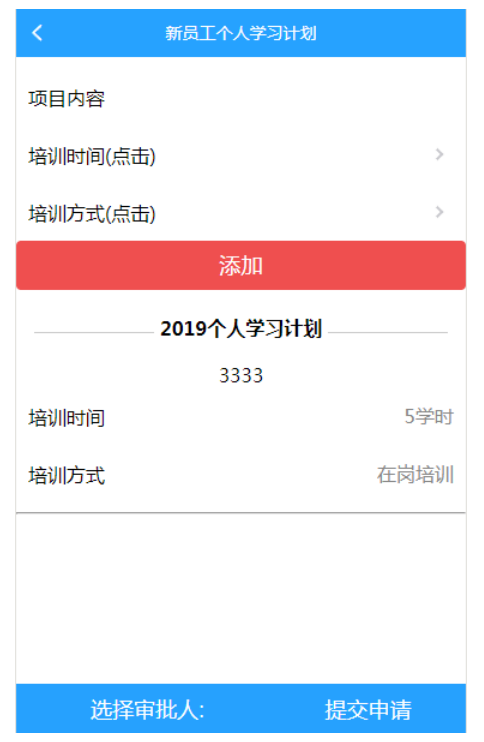 新员工个人学习计划
项目内容
培训时间(点击)
培训方式(点击)
添加
2019个人学习计划
3333
培训时间 5学时
培训方式 在岗培训
选择审批人: 提交申请